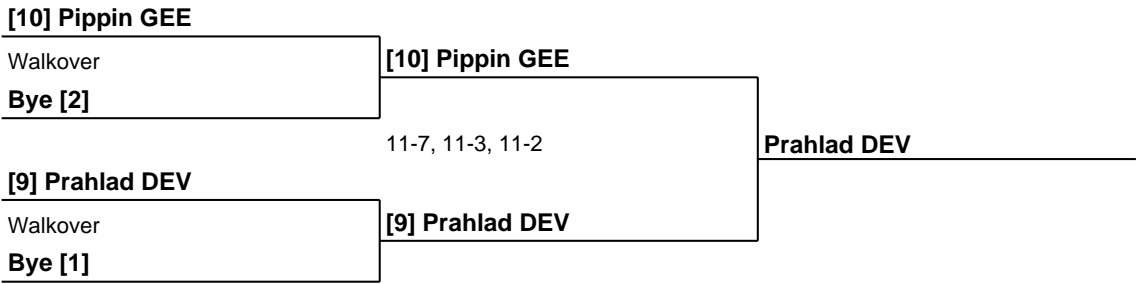 [10] Pippin GEE
Walkover
[10] Pippin GEE
Bye [2]
11-7, 11-3, 11-2
Prahlad DEV
[9] Prahlad DEV
Walkover
[9] Prahlad DEV
Bye [1]